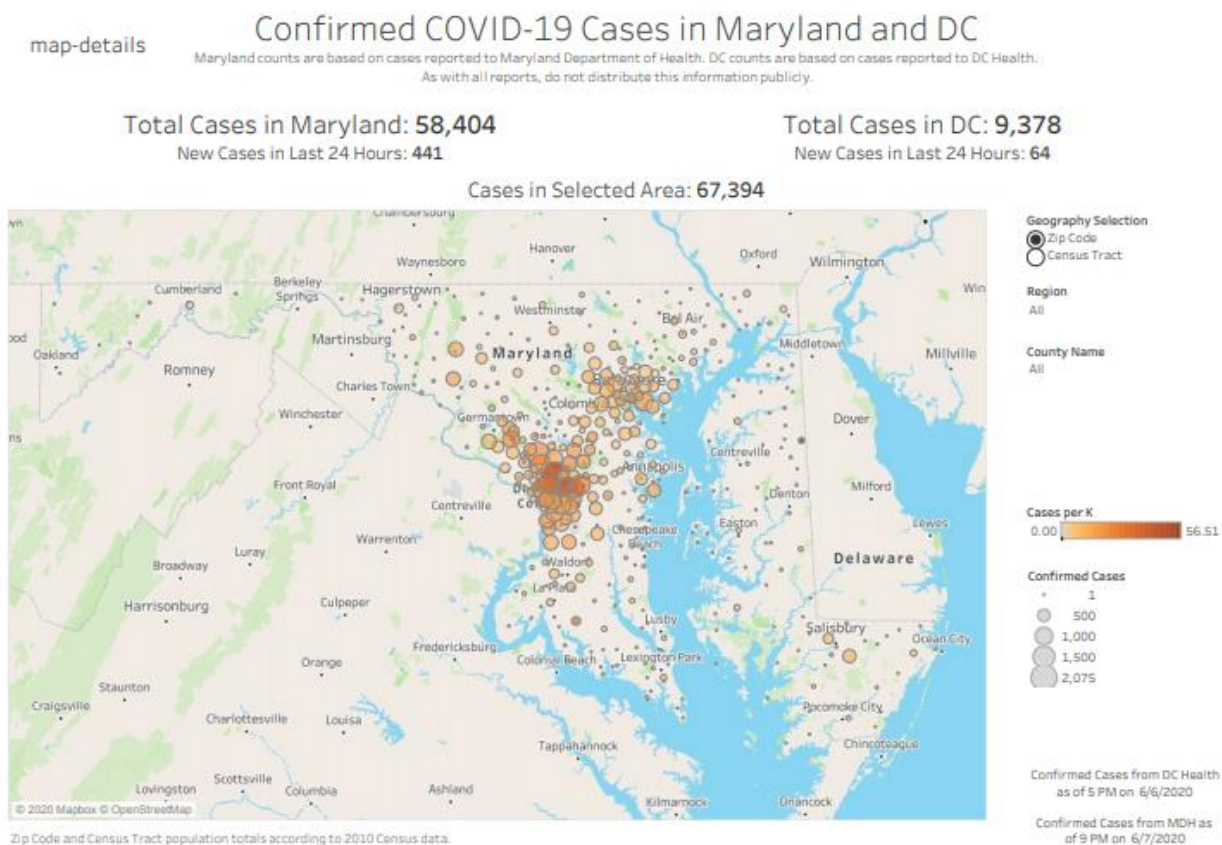 map-details
Confirmed COVID-19 Cases in Maryland and DC
Maryland counts are based on cases reported to Maryland Department of Health. DC counts are based on cases reported to DC Health.
As with all reports, do not distribute this information publicly.
Total Cases in Maryland: 58,404
New Cases in Last 24 Hours: 441
Total Cases in DC: 9,378
New Cases in Last 24 Hours: 64
Cases in Selected Area: 67,394
Chambersburg
Hanover
Waynesboro
Oxford
Wilmington
Cumberland
Berkeley
Springs
Hagerstown
Westminster
Bel Air
Martinsburg
Maryland
Middletown
Millville
Oakland
Romney
Charles Town
Winchester
Germantown
Dover
Annapolis
Centreville
Front Royal
Centreville
Denton
Milford
Warrenton
Chesapeake
Beach
Easton
Lewes
Luray
Broadway
Waldorf
Delaware
La Plata
Harrisonburg
Culpeper
Lusby
Salisbury
Ocean City
Fredericksburg
Colonial Beach
Lexington Park
Orange
Staunton
Craigsville
Charlottesville
Louisa
Pocomoke City
Tappahannock
Chincoteague
Scottsville
Lovingston
Columbia
Ashland
Kilmarnock
Onancock
© 2020 Mapbox © OpenStreetMap
Geography Selection
Zip Code
Census Tract
Region
All
County Name
All
Cases per K
0.00 56.51
Confirmed Cases
1
500
1,000
1,500
2,075
Confirmed Cases from DC Health
as of 5 PM on 6/6/2020
Confirmed Cases from MDH as
of 9 PM on 6/7/2020
Zip Code and Census Tract population totals according to 2010 Census data.